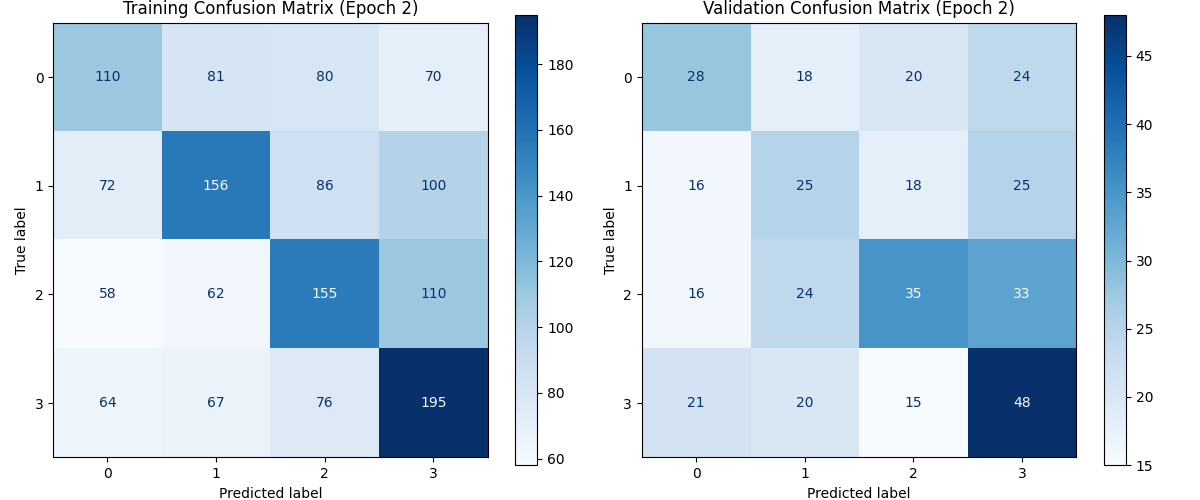 Training Confusion Matrix (Epoch 2)
0 110 81 80 70
1 72 156 86 100
2 58 62 155 110
3 64 67 76 195
0 1 2 3
Predicted label
True label
180
160
140
120
100
80
60
Validation Confusion Matrix (Epoch 2)
0 28 18 20 24
1 16 25 18 25
2 16 24 35 33
3 21 20 15 48
0 1 2 3
Predicted label
True label
45
40
35
30
25
20
15